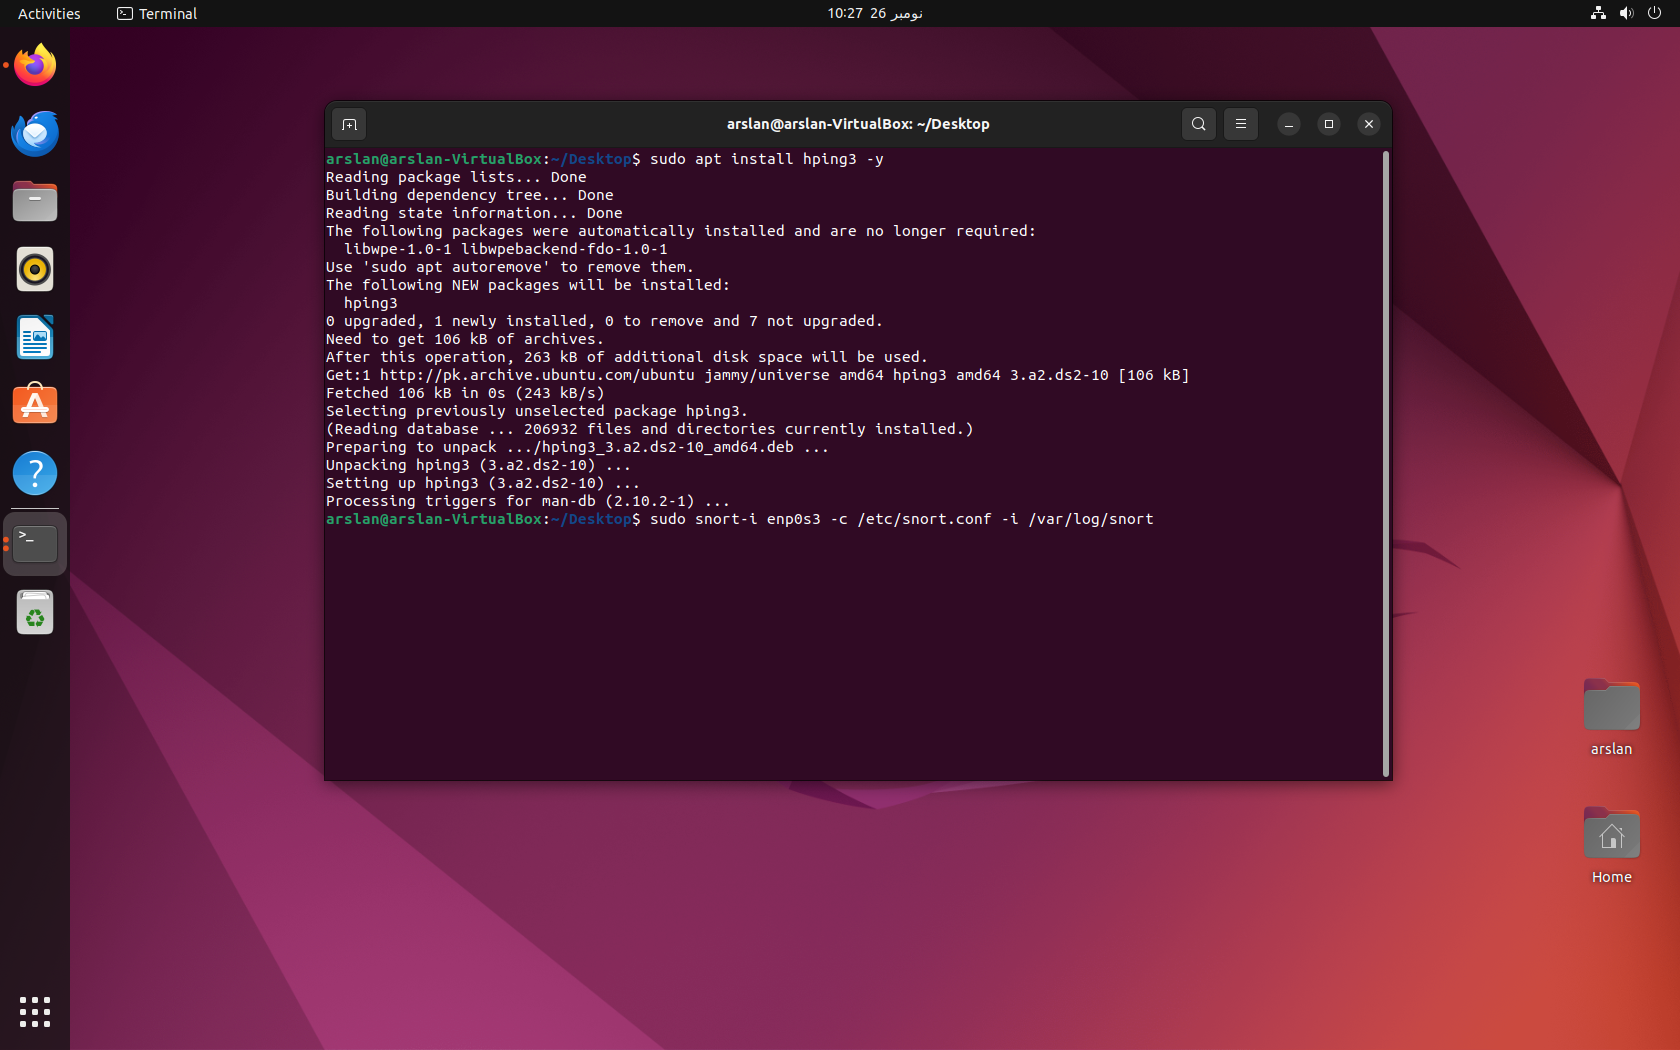 Activities
Terminal
نومبر 26  10:27
arslan@arslan-VirtualBox: ~/Desktop
arslan@arslan-VirtualBox:~/Desktop$ sudo apt install hping3 -y
Reading package lists... Done
Building dependency tree... Done
Reading state information... Done
The following packages were automatically installed and are no longer required:
  libwpe-1.0-1 libwpebackend-fdo-1.0-1
Use 'sudo apt autoremove' to remove them.
The following NEW packages will be installed:
  hping3
0 upgraded, 1 newly installed, 0 to remove and 7 not upgraded.
Need to get 106 kB of archives.
After this operation, 263 kB of additional disk space will be used.
Get:1 http://pk.archive.ubuntu.com/ubuntu jammy/universe amd64 hping3 amd64 3.a2.ds2-10 [106 kB]
Fetched 106 kB in 0s (243 kB/s)
Selecting previously unselected package hping3.
(Reading database ... 206932 files and directories currently installed.)
Preparing to unpack .../hping3_3.a2.ds2-10_amd64.deb ...
Unpacking hping3 (3.a2.ds2-10) ...
Setting up hping3 (3.a2.ds2-10) ...
Processing triggers for man-db (2.10.2-1) ...
arslan@arslan-VirtualBox:~/Desktop$ sudo snort-i enp0s3 -c /etc/snort.conf -i /var/log/snort
arslan
Home